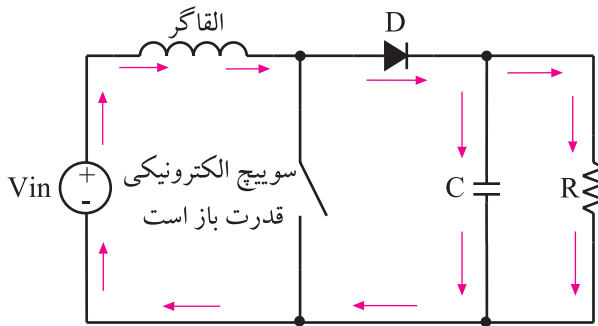 القاگر
D
Vin
+
-
سوییچ الکترونیکی
قدرت باز است
C
R